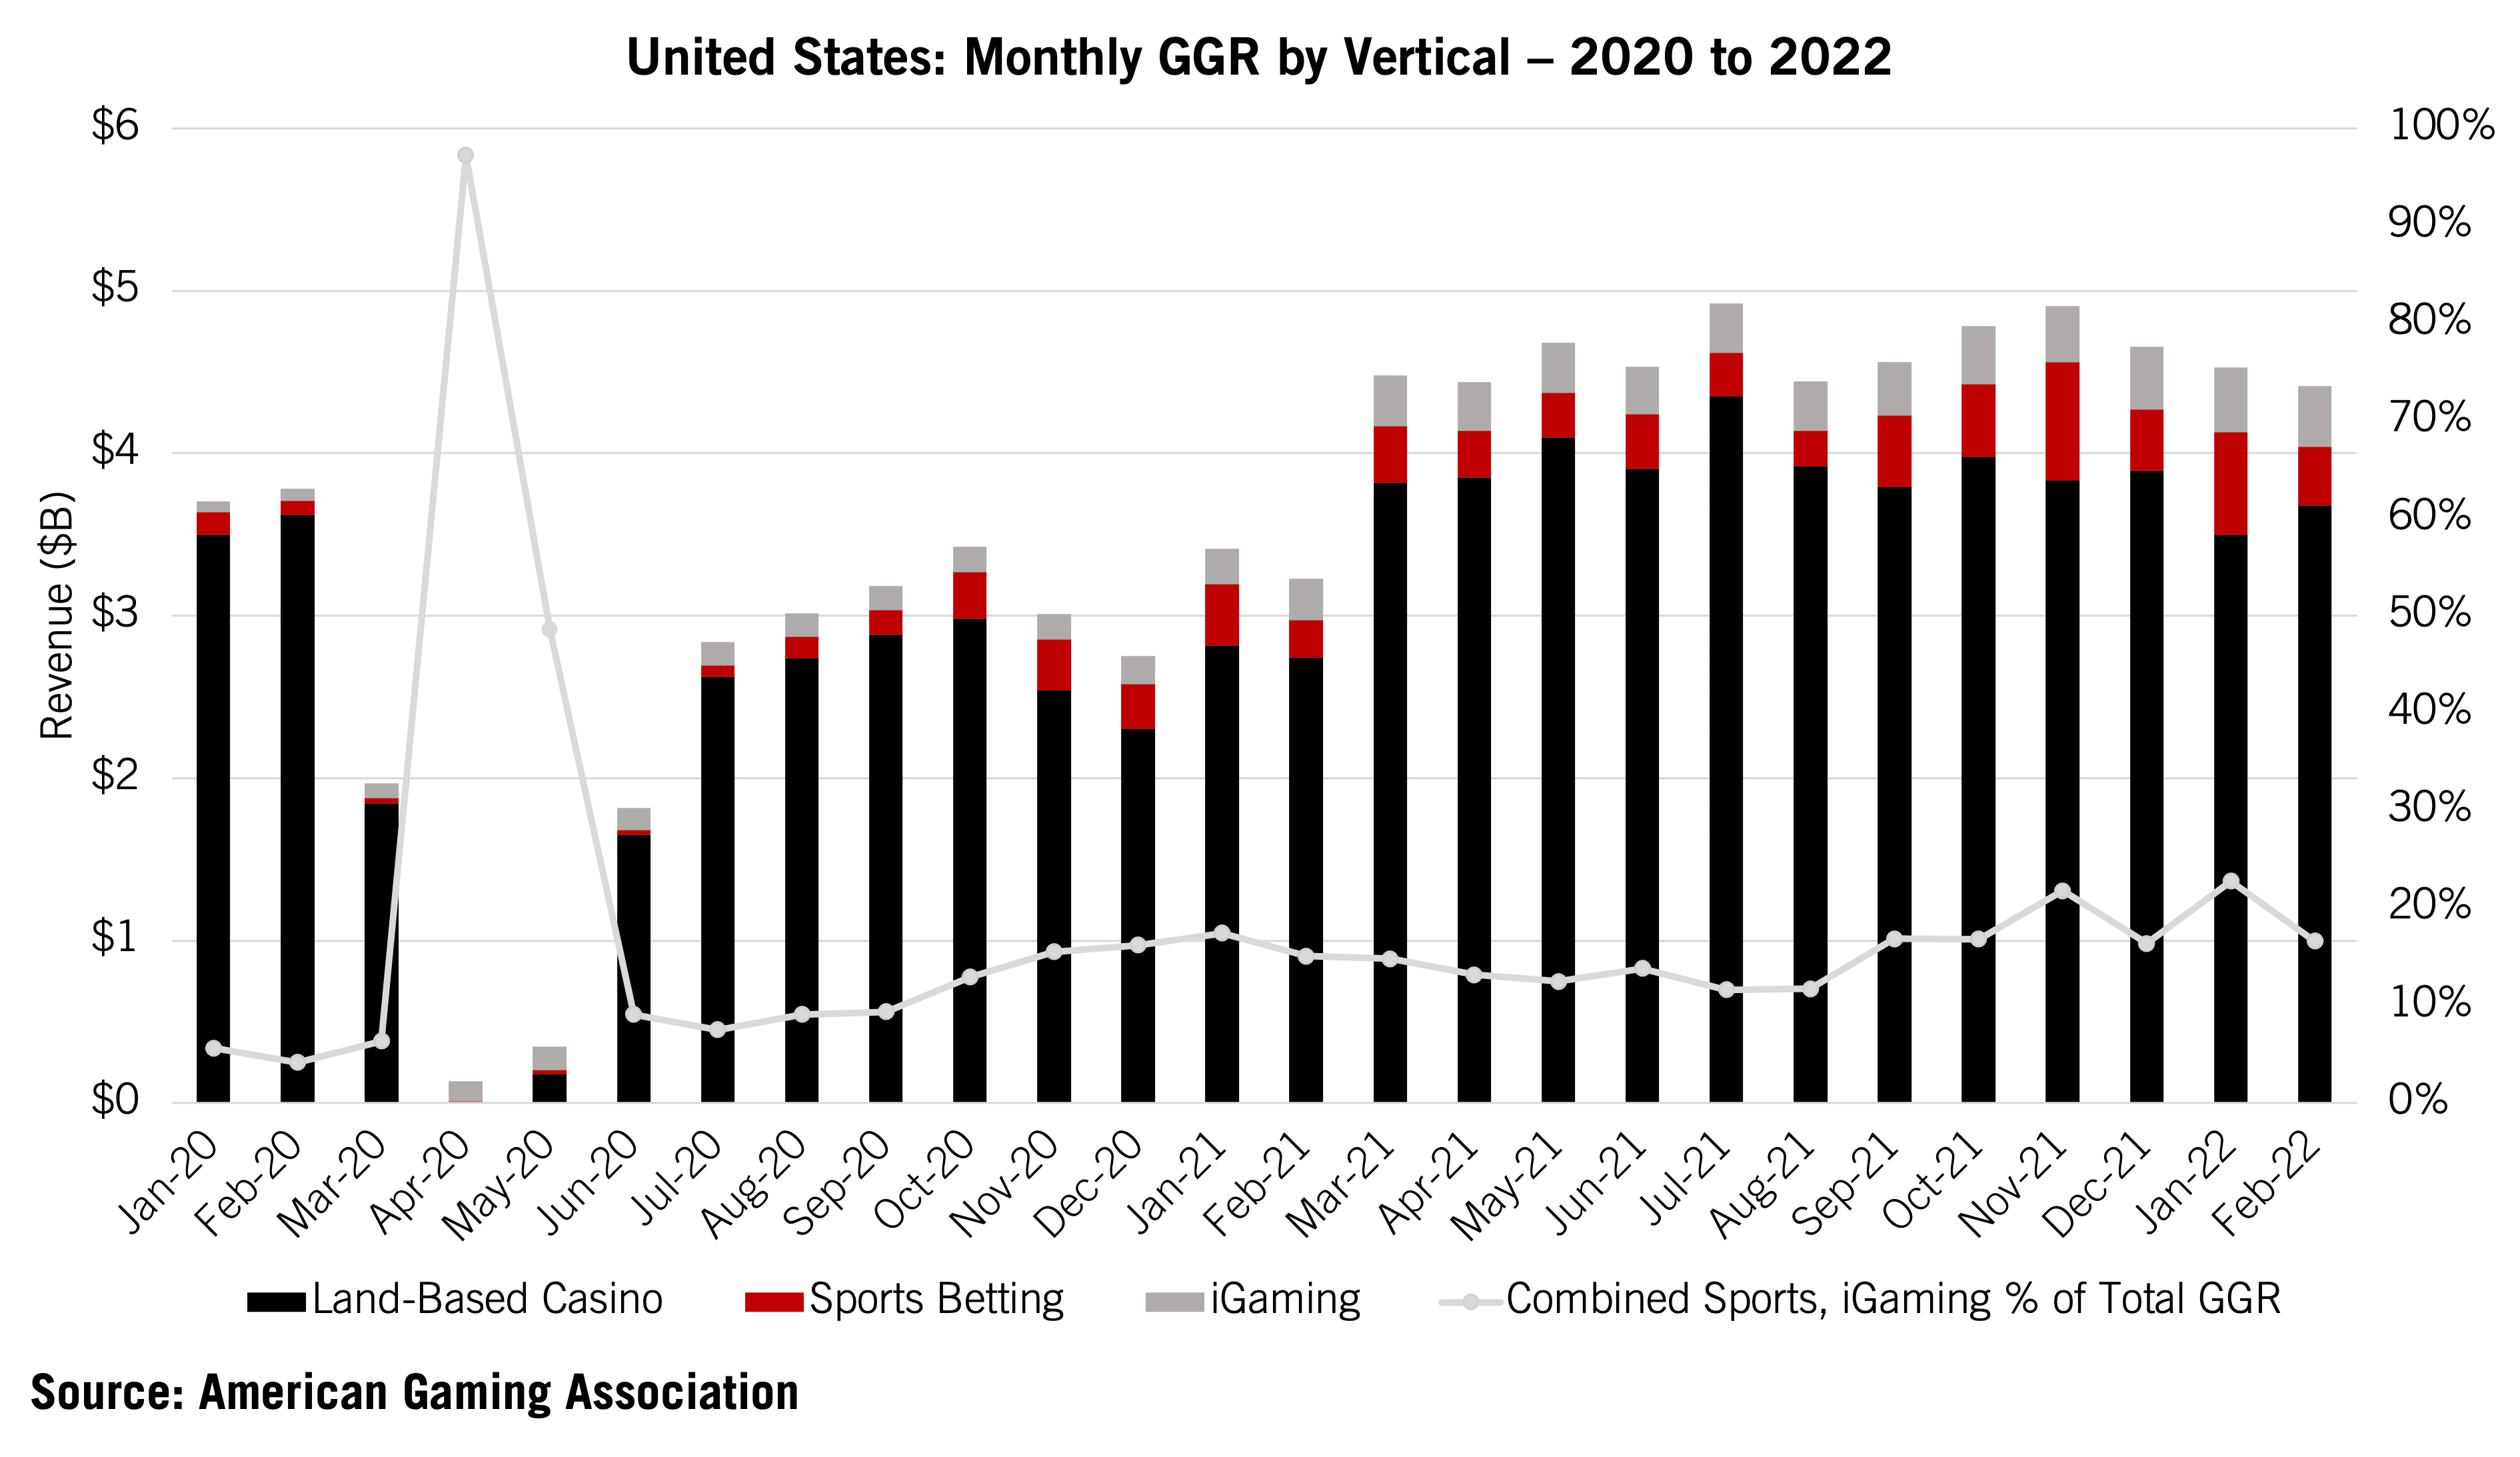 United States: Monthly GGR by Vertical – 2020 to 2022
$6
$5
$4
$3
$2
$1
$0
Revenue ($B)
100%
90%
80%
70%
60%
50%
40%
30%
20%
10%
0%
Jan-20
Feb-20
Mar-20
Apr-20
May-20
Jun-20
Jul-20
Aug-20
Sep-20
Oct-20
Nov-20
Dec-20
Jan-21
Feb-21
Mar-21
Apr-21
May-21
Jun-21
Jul-21
Aug-21
Sep-21
Oct-21
Nov-21
Dec-21
Jan-22
Feb-22
Land-Based Casino
Sports Betting
iGaming
Combined Sports, iGaming % of Total GGR
Source: American Gaming Association